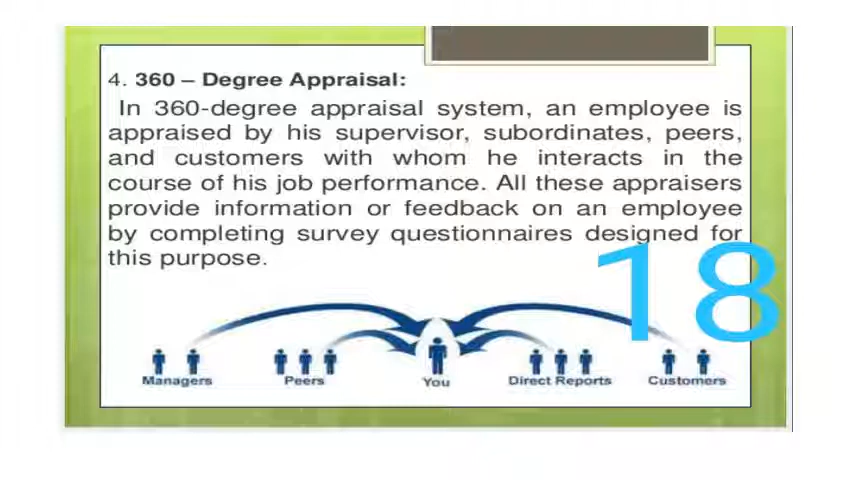 4. 360 – Degree Appraisal:
In 360-degree appraisal system, an employee is
appraised by his supervisor, subordinates, peers,
and customers with whom he interacts in the
course of his job performance. All these appraisers
provide information or feedback on an employee
by completing survey questionnaires designed for
this purpose.
18
Managers Peers You Direct Reports Customers